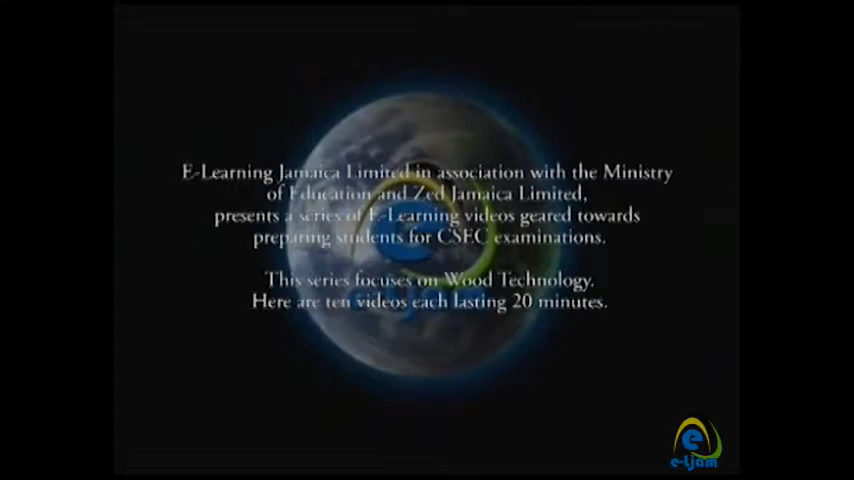 E-Learning Jamaica Limited in association with the Ministry
of Education and Zed Jamaica Limited,
presents a series of E-Learning videos geared towards
preparing students for CSEC examinations.
This series focuses on Wood Technology.
Here are ten videos each lasting 20 minutes.
e
e-Ljam
e
e-Ljam